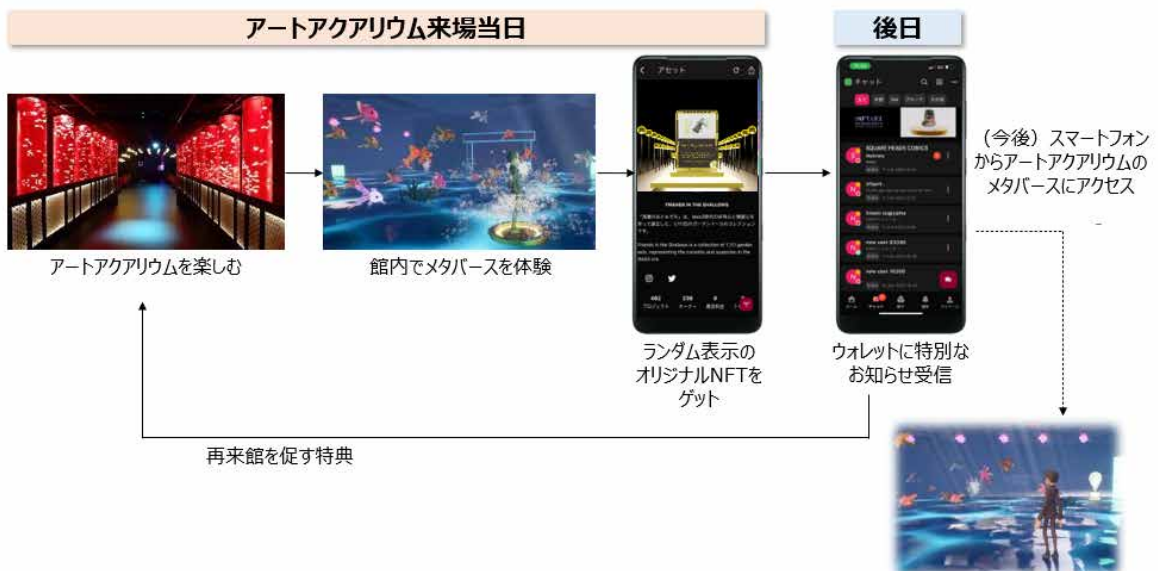 アートアクアリウム来場当日
後日
アセット
チャット
SQUARE HEADS COMICS
FRIENDS IN THE SHALLOWS
(今後)スマートフォン
からアートアクアリウムの
メタバースにアクセス
アートアクアリウムを楽しむ
館内でメタバースを体験
ランダム表示の
オリジナルNFTを
ゲット
ウォレットに特別な
お知らせ受信
再来館を促す特典